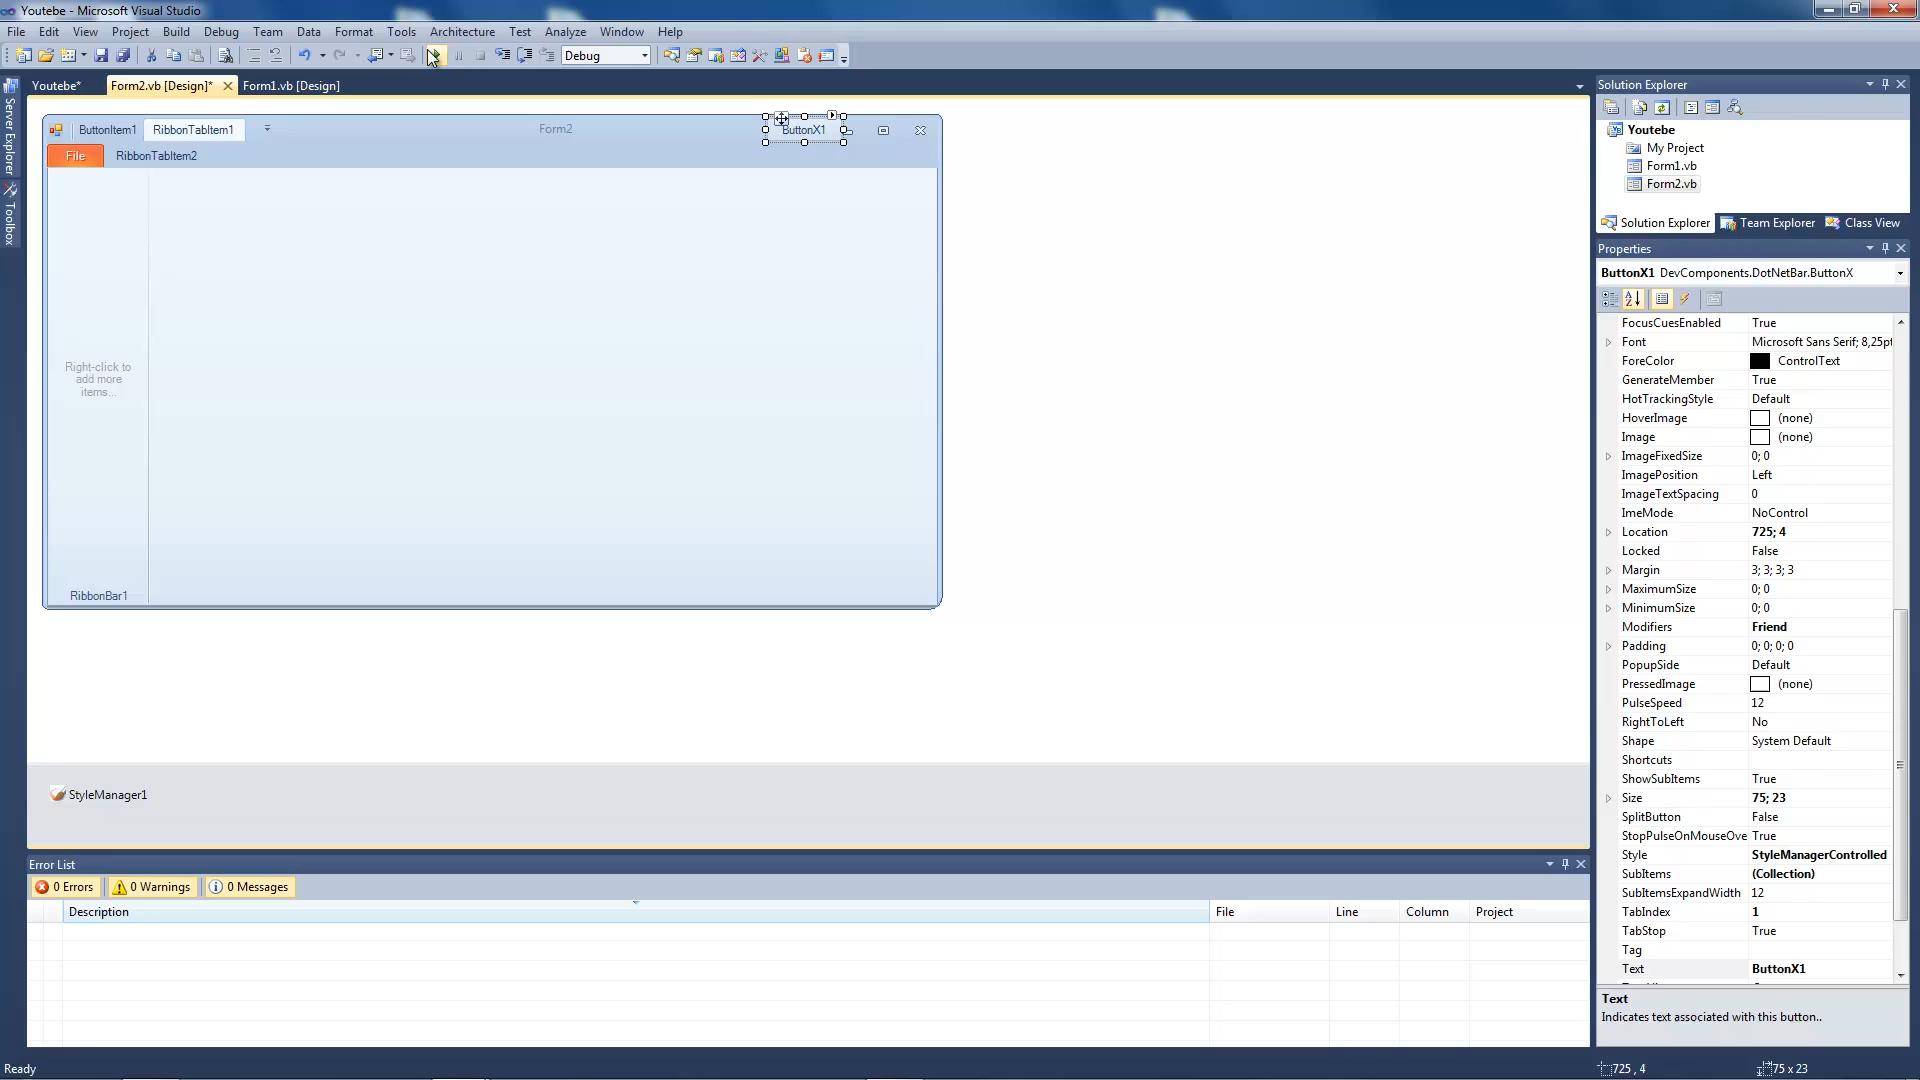 Youtebe - Microsoft Visual Studio
File Edit View Project Build Debug Team Data Format Tools Architecture Test Analyze Window Help
Debug
Youtebe* Form2.vb [Design]* Form1.vb [Design]
Server Explorer
Toolbox
ButtonItem1 RibbonTabItem1 Form2 ButtonX1
File RibbonTabItem2
Right-click to
add more
items...
RibbonBar1
StyleManager1
Error List
0 Errors 0 Warnings 0 Messages
Description File Line Column Project
Solution Explorer
Youtebe
My Project
Form1.vb
Form2.vb
Solution Explorer Team Explorer Class View
Properties
ButtonX1 DevComponents.DotNetBar.ButtonX
FocusCuesEnabled True
Font Microsoft Sans Serif; 8,25pt
ForeColor ControlText
GenerateMember True
HotTrackingStyle Default
HoverImage (none)
Image (none)
ImageFixedSize 0; 0
ImagePosition Left
ImageTextSpacing 0
ImeMode NoControl
Location 725; 4
Locked False
Margin 3; 3; 3; 3
MaximumSize 0; 0
MinimumSize 0; 0
Modifiers Friend
Padding 0; 0; 0; 0
PopupSide Default
PressedImage (none)
PulseSpeed 12
RightToLeft No
Shape System Default
Shortcuts
ShowSubItems True
Size 75; 23
SplitButton False
StopPulseOnMouseOve True
Style StyleManagerControlled
SubItems (Collection)
SubItemsExpandWidth 12
TabIndex 1
TabStop True
Tag
Text ButtonX1
Text
Indicates text associated with this button..
Ready 725 , 4 75 x 23